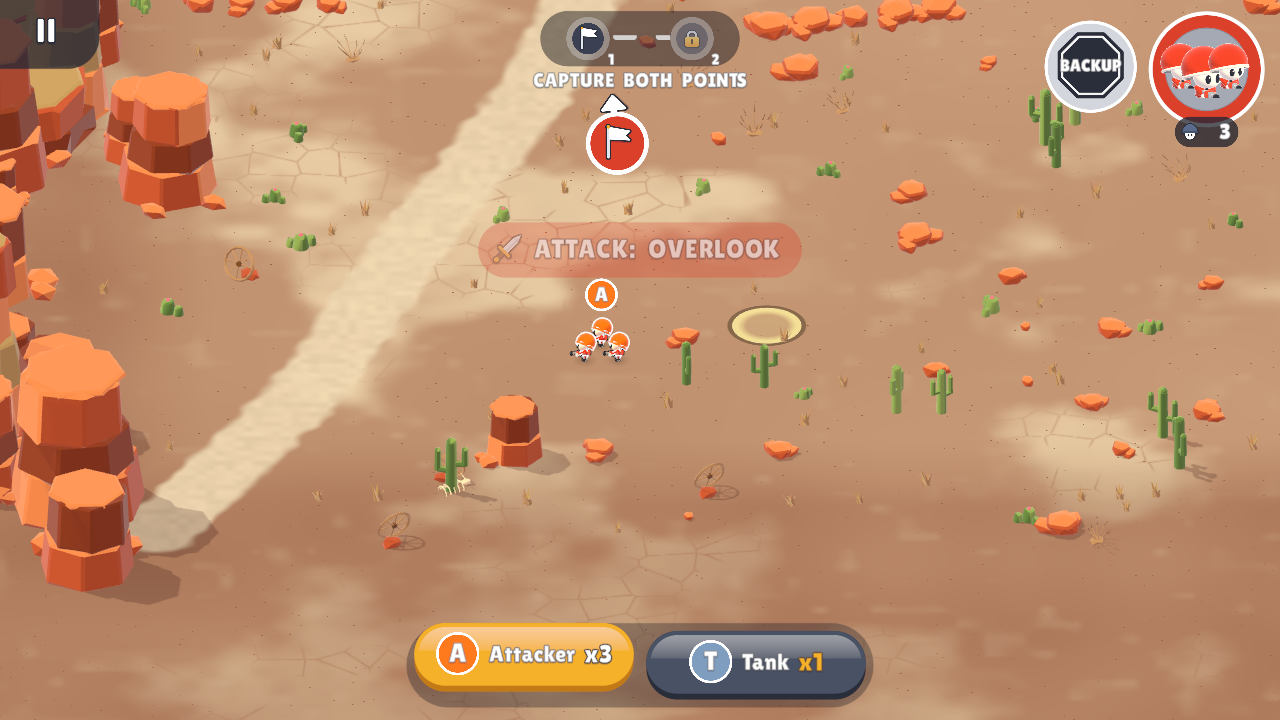 1
2
CAPTURE BOTH POINTS
BACKUP
3
ATTACK: OVERLOOK
A
A Attacker x3
T Tank x1